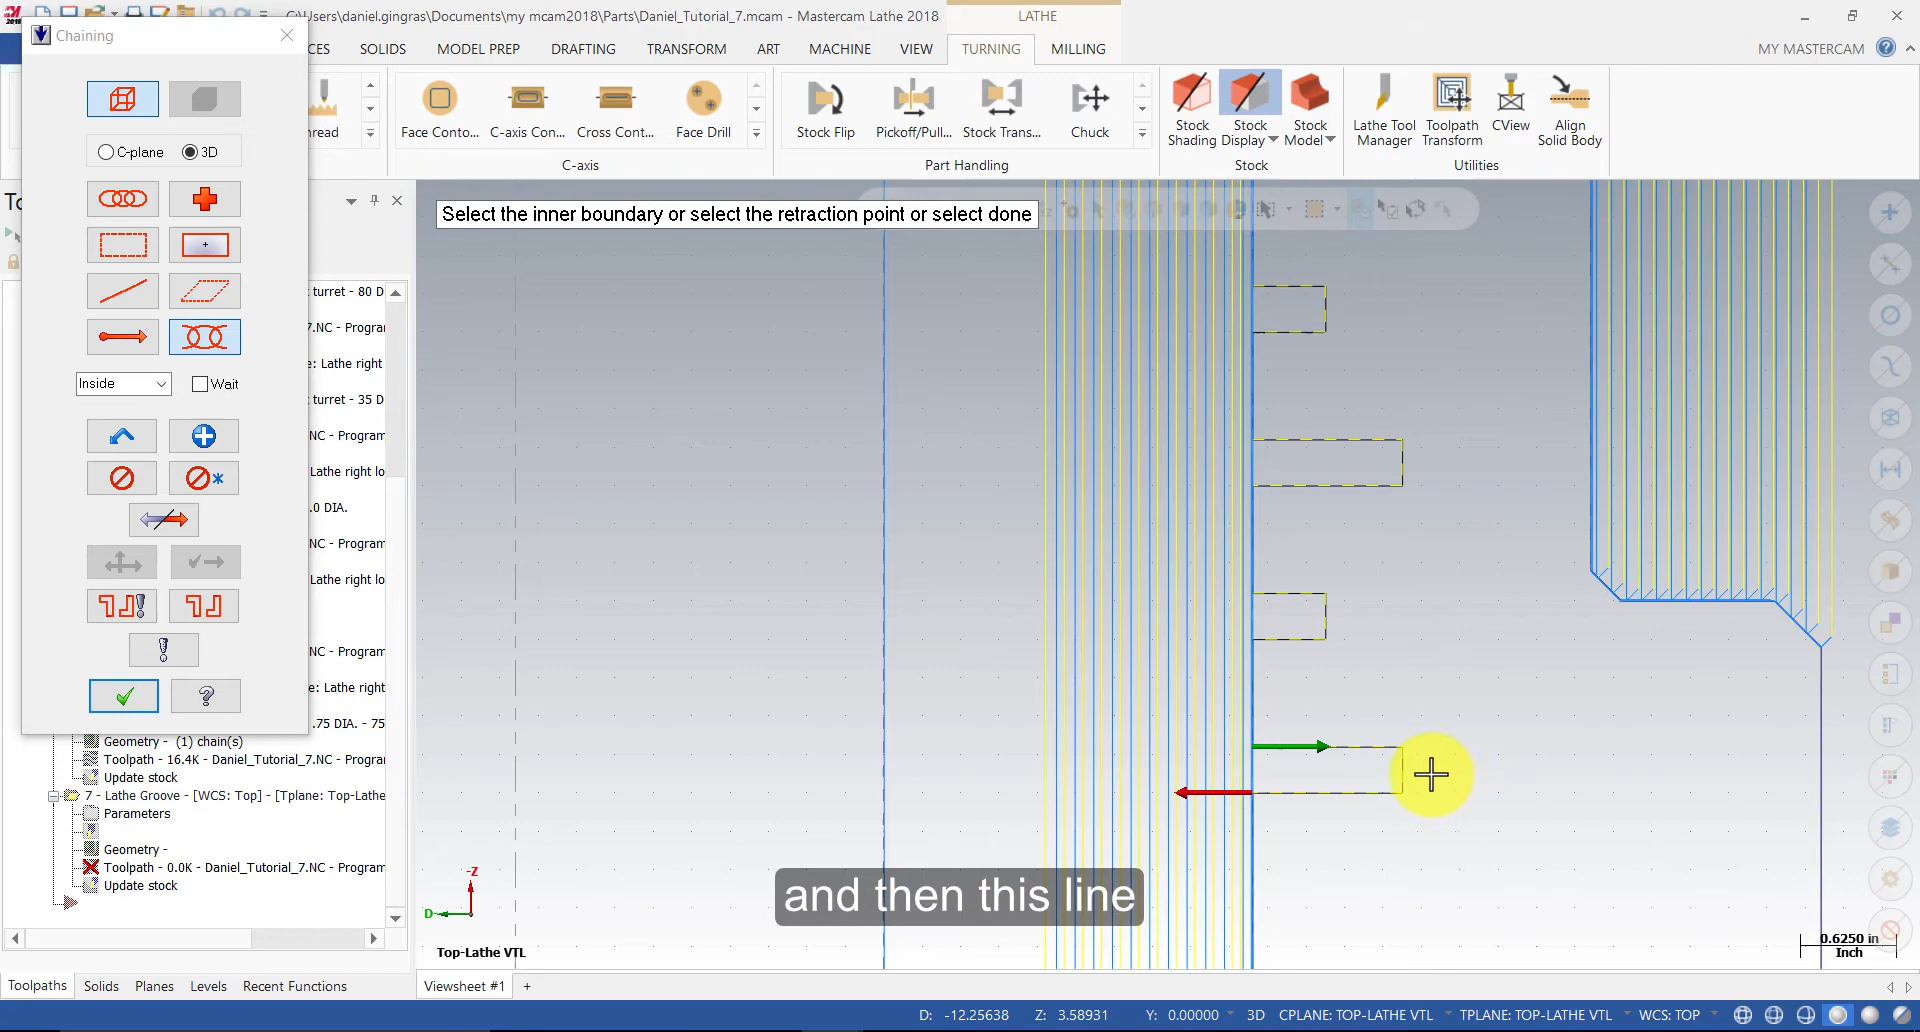 C:\Users\daniel.gingras\Documents\my mcam2018\Parts\Daniel_Tutorial_7.mcam - Mastercam Lathe 2018
LATHE
Chaining
CES
SOLIDS
MODEL PREP
DRAFTING
TRANSFORM
ART
MACHINE
VIEW
TURNING
MILLING
MY MASTERCAM
hread
Face Conto...
C-axis Con...
Cross Cont...
Face Drill
Stock Flip
Pickoff/Pull...
Stock Trans...
Chuck
Stock Shading
Stock Display
Stock Model
Lathe Tool Manager
Toolpath Transform
CView
Align Solid Body
C-axis
Part Handling
Stock
Utilities
C-plane
3D
Inside
Wait
To
Select the inner boundary or select the retraction point or select done
t turret - 80 D
7.NC - Program
e: Lathe right
t turret - 35 D
NC - Program
Lathe right lo
.0 DIA.
NC - Program
Lathe right lo
NC - Program
e: Lathe right
.75 DIA. - 75
Geometry - (1) chain(s)
Toolpath - 16.4K - Daniel_Tutorial_7.NC - Progra
Update stock
7 - Lathe Groove - [WCS: Top] - [Tplane: Top-Lathe
Parameters
Geometry -
Toolpath - 0.0K - Daniel_Tutorial_7.NC - Program
Update stock
-Z
D
Top-Lathe VTL
and then this line
0.6250 in
Inch
Toolpaths
Solids
Planes
Levels
Recent Functions
Viewsheet #1
+
D: -12.25638
Z: 3.58931
Y: 0.00000
3D
CPLANE: TOP-LATHE VTL
TPLANE: TOP-LATHE VTL
WCS: TOP